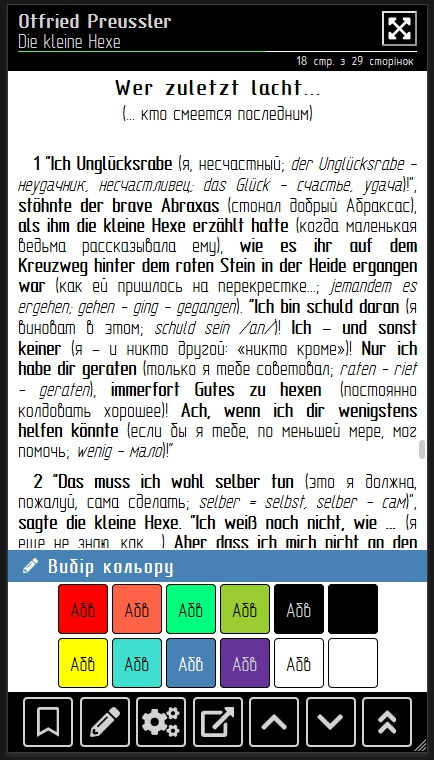 Otfried Preussler
Die kleine Hexe
18 стр. з 29 сторінок
Wer zuletzt lacht...
(... кто смеется последним)
1 "Ich Unglücksrabe (я, несчастный; der Unglücksrabe –
неудачник, несчастливец; das Glück – счастье, удача)!",
stöhnte der brave Abraxas (стонал добрый Абраксас),
als ihm die kleine Hexe erzählt hatte (когда маленькая
ведьма рассказывала ему), wie es ihr auf dem
Kreuzweg hinter dem roten Stein in der Heide ergangen
war (как ей пришлось на перекрестке...; jemandem es
ergehen; gehen – ging – gegangen). "Ich bin schuld daran (я
виноват в этом; schuld sein /an/)! Ich – und sonst
keiner (я – и никто другой: «никто кроме»)! Nur ich
habe dir geraten (только я тебе советовал; raten – riet
– geraten), immerfort Gutes zu hexen (постоянно
колдовать хорошее)! Ach, wenn ich dir wenigstens
helfen könnte (если бы я тебе, по меньшей мере, мог
помочь; wenig – мало)!"
2 "Das muss ich wohl selber tun (это я должна,
пожалуй, сама сделать; selber = selbst, selber – сам)",
sagte die kleine Hexe. "Ich weiß noch nicht, wie ... (я
еще не знаю, как...) Aber dass ich mich nicht an den
Вибір кольору
Абв Абв Абв Абв Абв
Абв Абв Абв Абв Абв